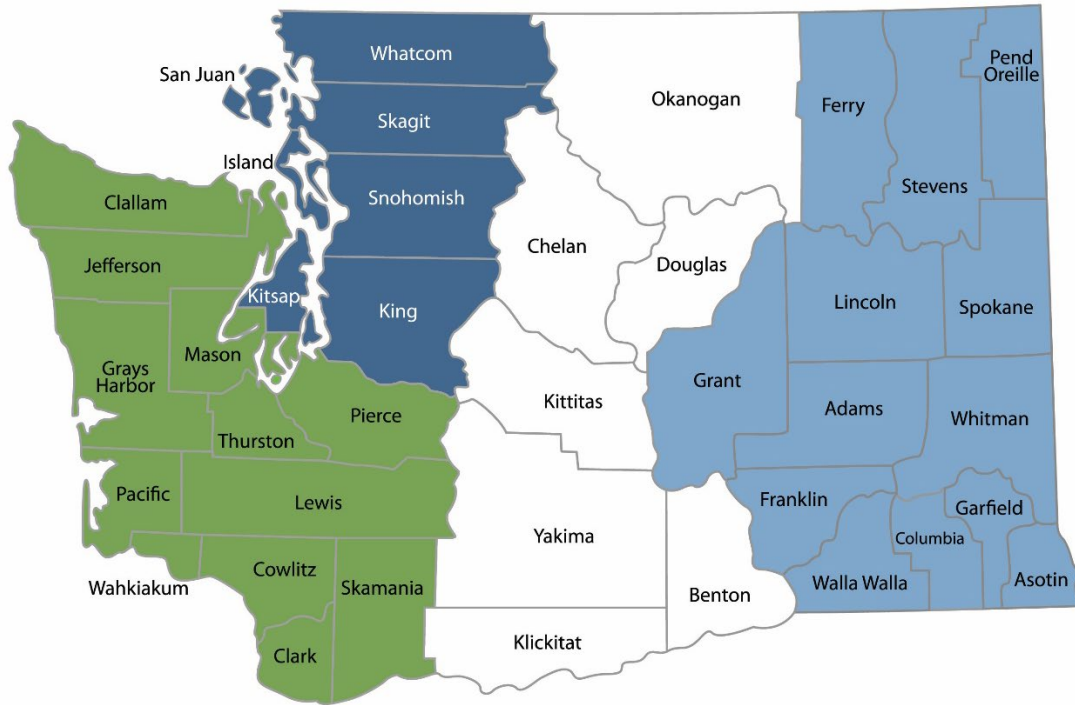 Whatcom
San Juan
Pend
Oreille
Okanogan
Ferry
Skagit
Island
Stevens
Snohomish
Clallam
Chelan
Jefferson
Douglas
Kitsap
Lincoln
Spokane
King
Mason
Grays
Harbor
Grant
Kittitas
Adams
Pierce
Whitman
Thurston
Pacific
Franklin
Lewis
Garfield
Yakima
Columbia
Cowlitz
Wahkiakum
Skamania
Walla Walla
Asotin
Benton
Klickitat
Clark